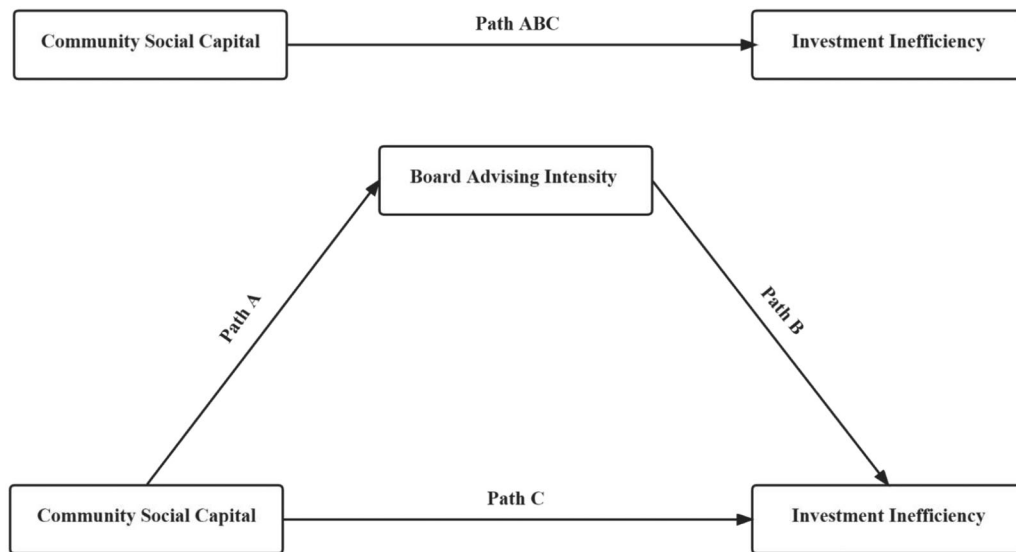 Path ABC
Community Social Capital
Investment Inefficiency
Board Advising Intensity
Path A
Path B
Path C
Community Social Capital
Investment Inefficiency